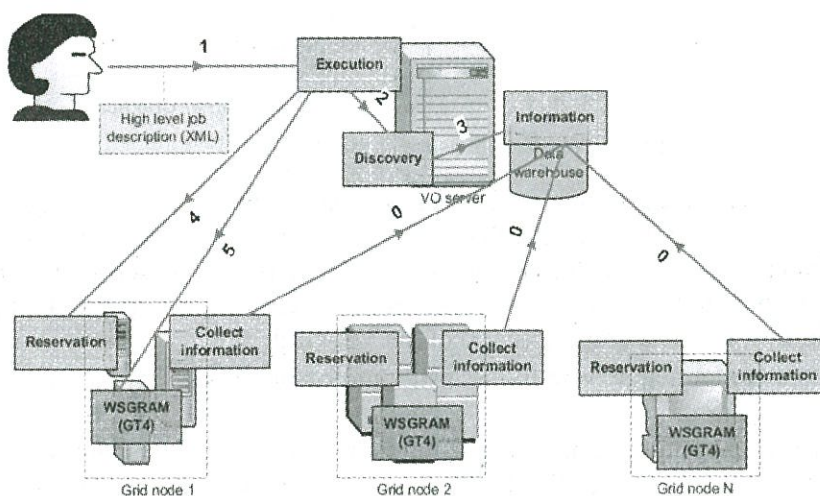 1
Execution
High level job
description (XML)
2
3
Information
Discovery
Data
warehouse
VO server
4
5
0
0
0
Reservation
Collect
information
WSGRAM
(GT4)
Grid node 1
Reservation
Collect
information
WSGRAM
(GT4)
Grid node 2
Reservation
Collect
information
WSGRAM
(GT4)
Grid node N